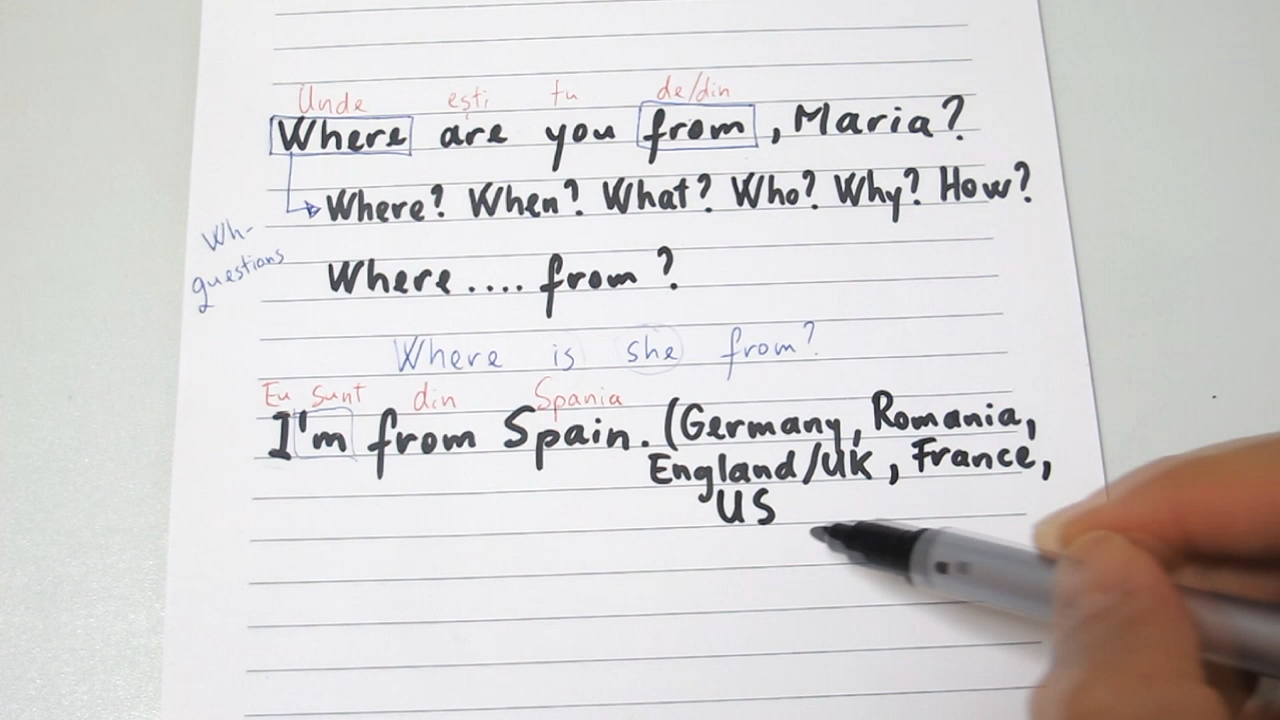 Unde ești tu de/din
Where are you from, Maria?
Where? When? What? Who? Why? How?
Wh-
questions
Where.... from?
Where is she from?
Eu sunt din Spania
I'm from Spain. (Germany, Romania,
England/UK, France,
US